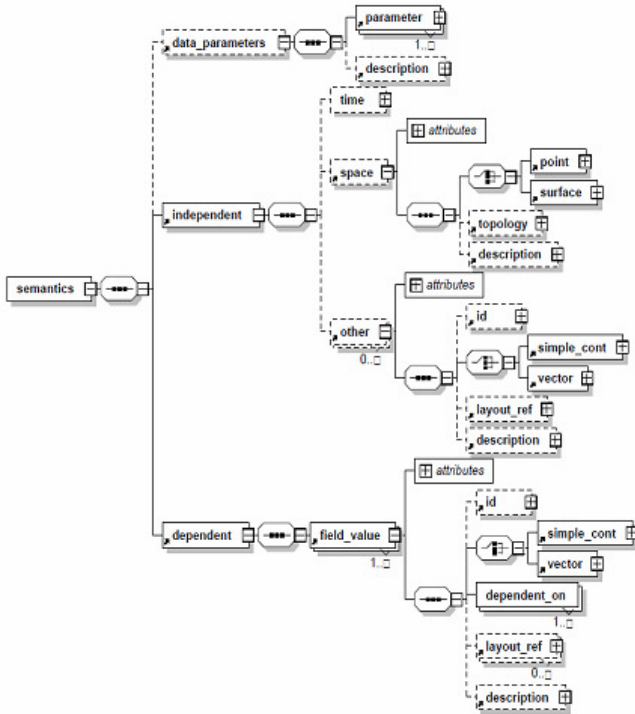 parameter
data_parameters
1..□
description
time
attributes
space
point
surface
independent
topology
description
semantics
attributes
id
other
simple_cont
0..□
vector
layout_ref
description
attributes
id
dependent
field_value
simple_cont
1..□
vector
dependent_on
1..□
layout_ref
0..□
description